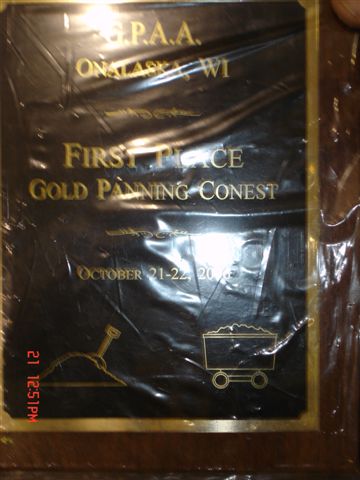 G.P.A.A.
ONALASKA, WI
FIRST PLACE
GOLD PANNING CONEST
OCTOBER 21-22,
21 12:51PM